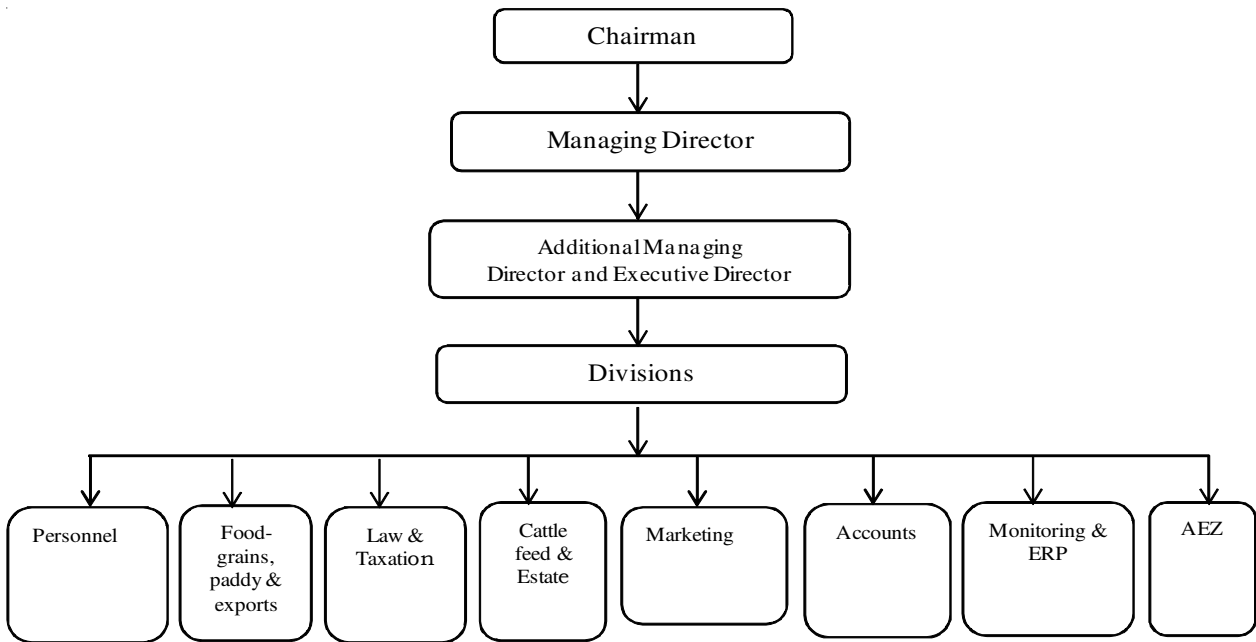 Chairman
Managing Director
Additional Managing
Director and Executive Director
Divisions
Personnel
Food-
grains,
paddy &
exports
Law &
Taxation
Cattle
feed &
Estate
Marketing
Accounts
Monitoring &
ERP
AEZ